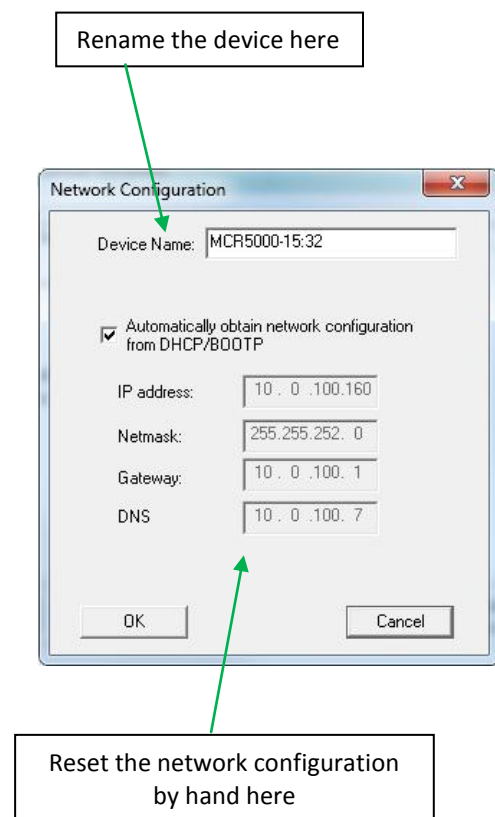 Rename the device here
Network Configuration
Device Name: MCR5000-15:32
Automatically obtain network configuration
from DHCP/BOOTP
IP address: 10 . 0 .100.160
Netmask: 255.255.252. 0
Gateway: 10 . 0 .100. 1
DNS 10 . 0 .100. 7
OK Cancel
Reset the network configuration
by hand here